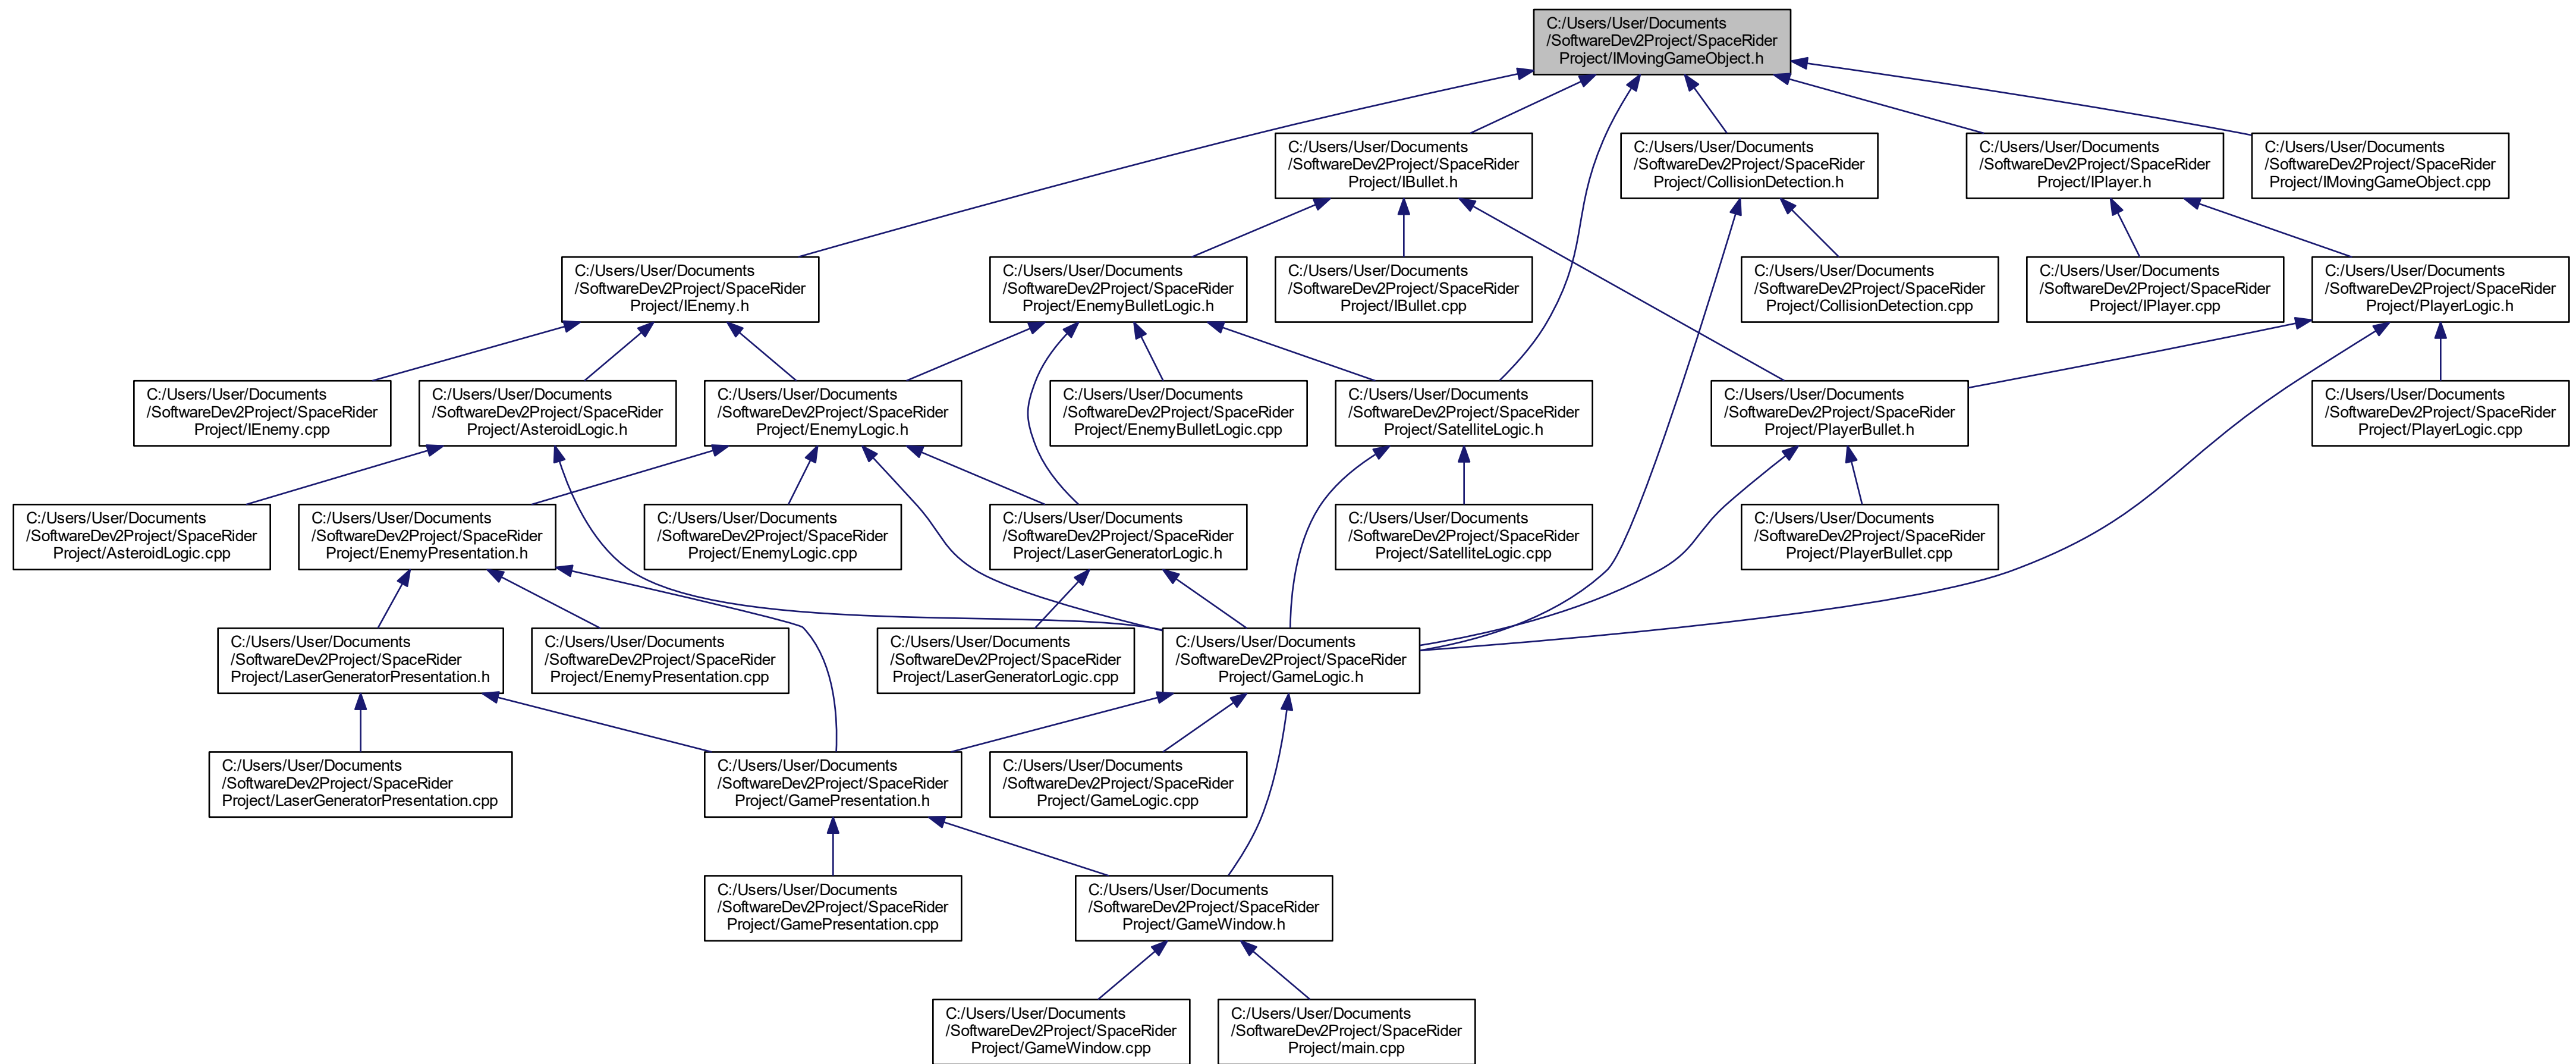 C:/Users/User/Documents
/SoftwareDev2Project/SpaceRider
Project/IMovingGameObject.h
C:/Users/User/Documents
/SoftwareDev2Project/SpaceRider
Project/IBullet.h
C:/Users/User/Documents
/SoftwareDev2Project/SpaceRider
Project/CollisionDetection.h
C:/Users/User/Documents
/SoftwareDev2Project/SpaceRider
Project/IPlayer.h
C:/Users/User/Documents
/SoftwareDev2Project/SpaceRider
Project/IMovingGameObject.cpp
C:/Users/User/Documents
/SoftwareDev2Project/SpaceRider
Project/IEnemy.h
C:/Users/User/Documents
/SoftwareDev2Project/SpaceRider
Project/EnemyBulletLogic.h
C:/Users/User/Documents
/SoftwareDev2Project/SpaceRider
Project/IBullet.cpp
C:/Users/User/Documents
/SoftwareDev2Project/SpaceRider
Project/CollisionDetection.cpp
C:/Users/User/Documents
/SoftwareDev2Project/SpaceRider
Project/IPlayer.cpp
C:/Users/User/Documents
/SoftwareDev2Project/SpaceRider
Project/PlayerLogic.h
C:/Users/User/Documents
/SoftwareDev2Project/SpaceRider
Project/IEnemy.cpp
C:/Users/User/Documents
/SoftwareDev2Project/SpaceRider
Project/AsteroidLogic.h
C:/Users/User/Documents
/SoftwareDev2Project/SpaceRider
Project/EnemyLogic.h
C:/Users/User/Documents
/SoftwareDev2Project/SpaceRider
Project/EnemyBulletLogic.cpp
C:/Users/User/Documents
/SoftwareDev2Project/SpaceRider
Project/SatelliteLogic.h
C:/Users/User/Documents
/SoftwareDev2Project/SpaceRider
Project/PlayerBullet.h
C:/Users/User/Documents
/SoftwareDev2Project/SpaceRider
Project/PlayerLogic.cpp
C:/Users/User/Documents
/SoftwareDev2Project/SpaceRider
Project/AsteroidLogic.cpp
C:/Users/User/Documents
/SoftwareDev2Project/SpaceRider
Project/EnemyPresentation.h
C:/Users/User/Documents
/SoftwareDev2Project/SpaceRider
Project/EnemyLogic.cpp
C:/Users/User/Documents
/SoftwareDev2Project/SpaceRider
Project/LaserGeneratorLogic.h
C:/Users/User/Documents
/SoftwareDev2Project/SpaceRider
Project/SatelliteLogic.cpp
C:/Users/User/Documents
/SoftwareDev2Project/SpaceRider
Project/PlayerBullet.cpp
C:/Users/User/Documents
/SoftwareDev2Project/SpaceRider
Project/LaserGeneratorPresentation.h
C:/Users/User/Documents
/SoftwareDev2Project/SpaceRider
Project/EnemyPresentation.cpp
C:/Users/User/Documents
/SoftwareDev2Project/SpaceRider
Project/LaserGeneratorLogic.cpp
C:/Users/User/Documents
/SoftwareDev2Project/SpaceRider
Project/GameLogic.h
C:/Users/User/Documents
/SoftwareDev2Project/SpaceRider
Project/LaserGeneratorPresentation.cpp
C:/Users/User/Documents
/SoftwareDev2Project/SpaceRider
Project/GamePresentation.h
C:/Users/User/Documents
/SoftwareDev2Project/SpaceRider
Project/GameLogic.cpp
C:/Users/User/Documents
/SoftwareDev2Project/SpaceRider
Project/GamePresentation.cpp
C:/Users/User/Documents
/SoftwareDev2Project/SpaceRider
Project/GameWindow.h
C:/Users/User/Documents
/SoftwareDev2Project/SpaceRider
Project/GameWindow.cpp
C:/Users/User/Documents
/SoftwareDev2Project/SpaceRider
Project/main.cpp